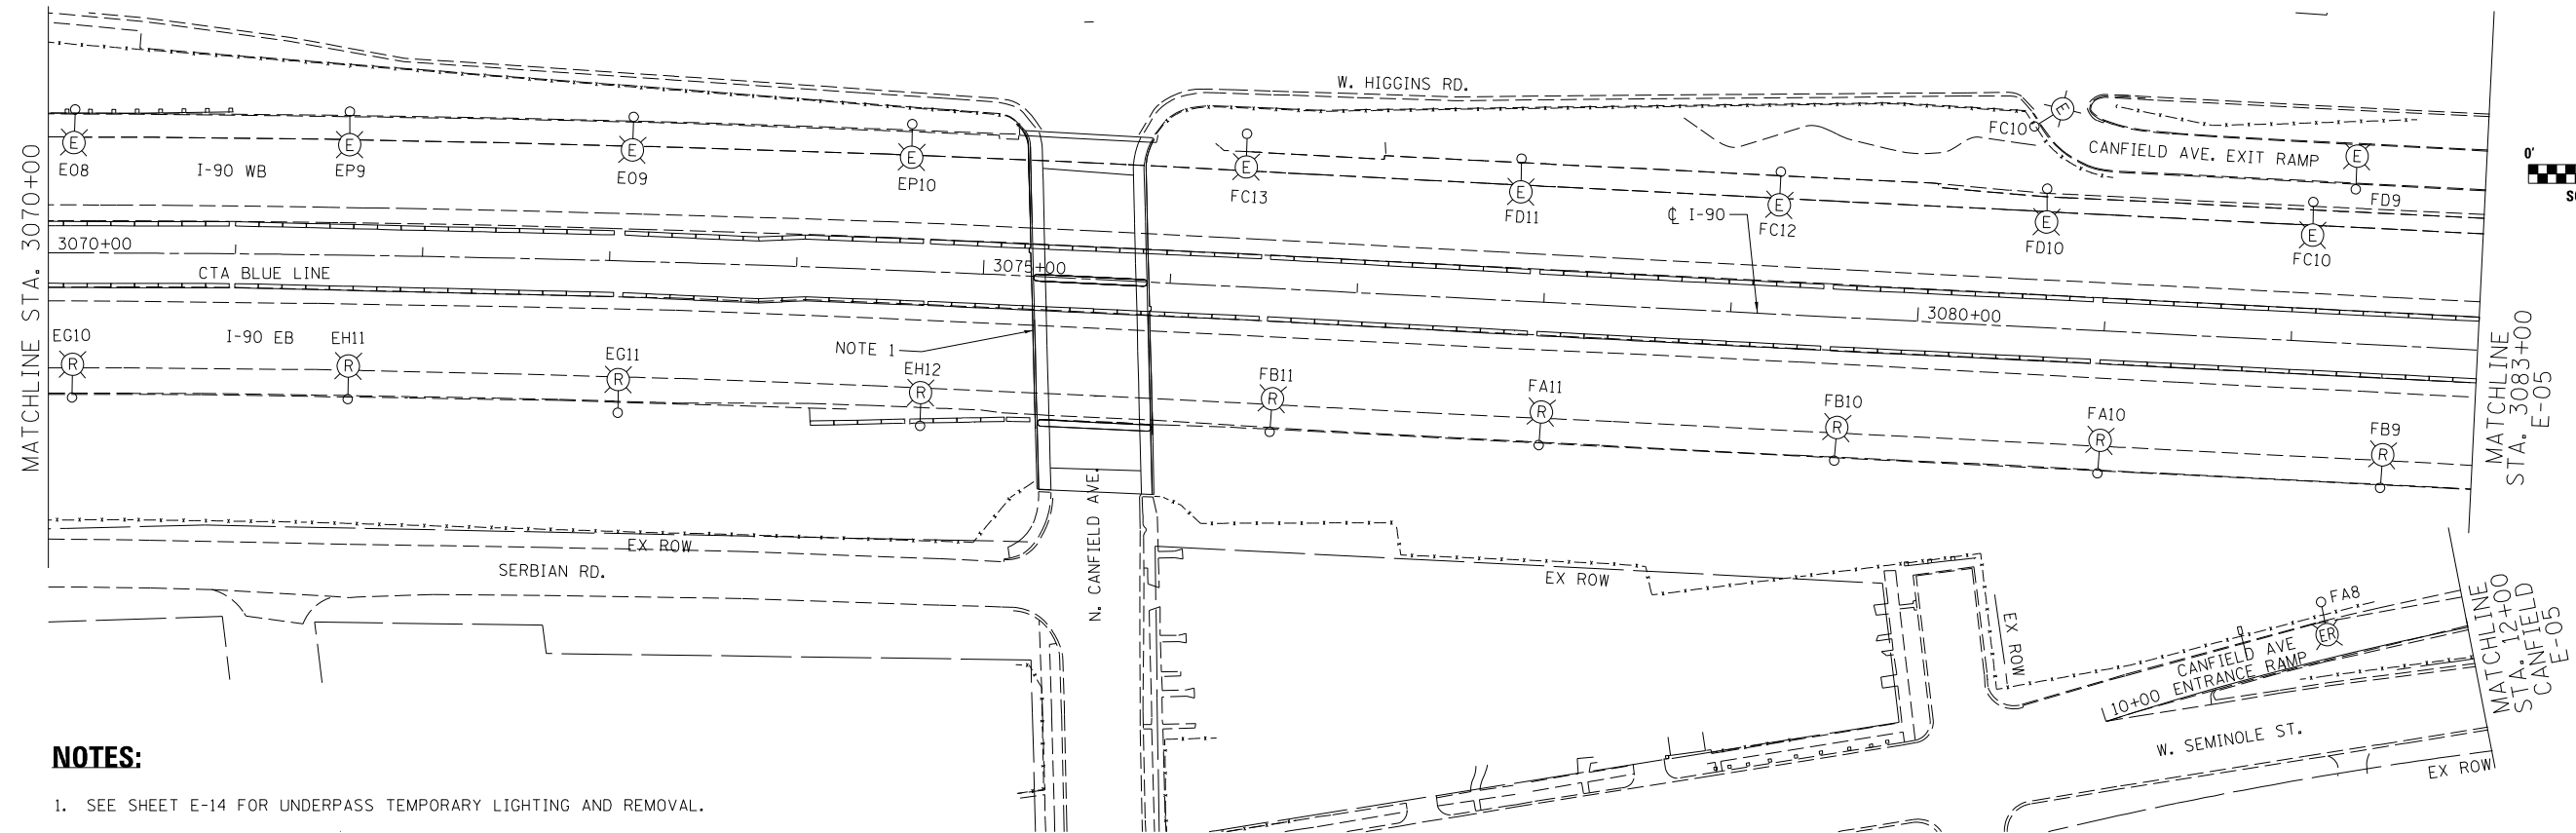 W. HIGGINS RD.
FC10
E
CANFIELD AVE. EXIT RAMP
E
FD9
0'
E
E08
I-90 WB
E
EP9
E
E09
E
EP10
E
FC13
E
FD11
E
FC12
E
FD10
E
FC10
℄ I-90
MATCHLINE STA. 3070+00
3070+00
CTA BLUE LINE
3075+00
3080+00
MATCHLINE
STA. 3083+00
E-05
EG10
R
I-90 EB
EH11
R
EG11
R
NOTE 1
EH12
R
FB11
R
FA11
R
FB10
R
FA10
R
FB9
R
EX ROW
SERBIAN RD.
N. CANFIELD AVE.
EX ROW
EX ROW
FA8
ER
CANFIELD AVE
ENTRANCE RAMP
10+00
W. SEMINOLE ST.
EX ROW
MATCHLINE
STA. 12+00
CANFIELD
E-05
NOTES:
1. SEE SHEET E-14 FOR UNDERPASS TEMPORARY LIGHTING AND REMOVAL.